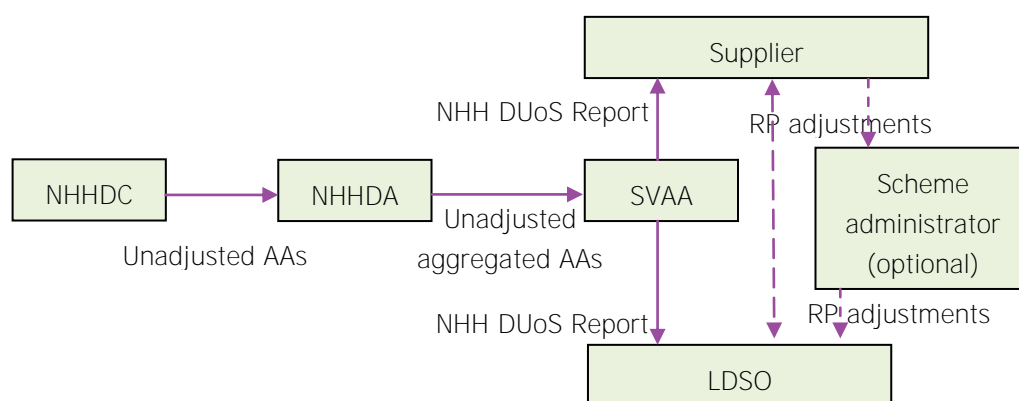 Supplier
NHH DUoS Report
RP adjustments
NHHDC
NHHDA
SVAA
Scheme
administrator
(optional)
Unadjusted AAs
Unadjusted
aggregated AAs
NHH DUoS Report
RP adjustments
LDSO